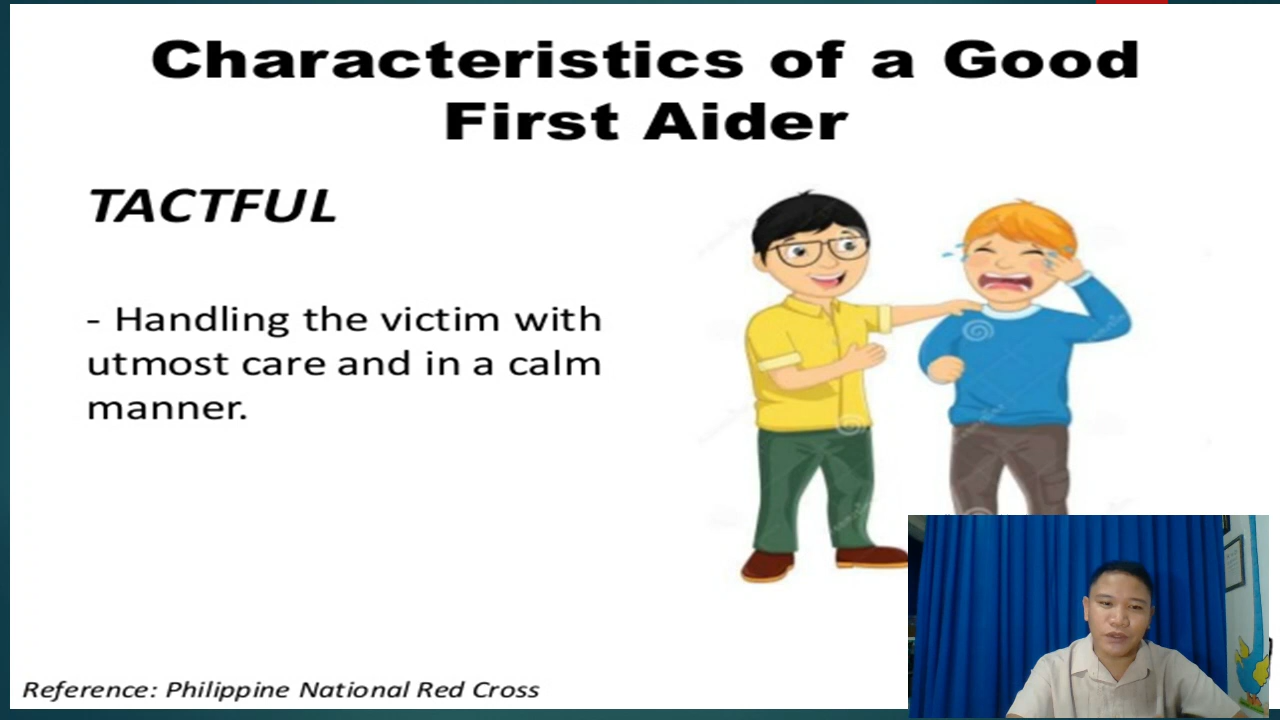 Characteristics of a Good
First Aider
TACTFUL
- Handling the victim with
utmost care and in a calm
manner.
Reference: Philippine National Red Cross